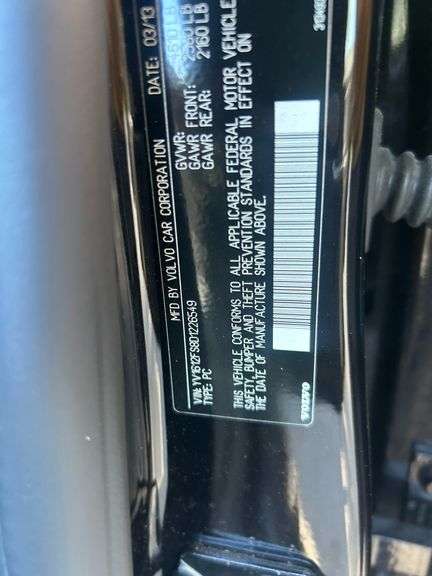 MFD BY VOLVO CAR CORPORATION DATE: 03/13
GVWR: LB
GAWR FRONT: LB
GAWR REAR: 2160 LB
VIN: YV1612FS8D1226549
TYPE: PC
THIS VEHICLE CONFORMS TO ALL APPLICABLE FEDERAL MOTOR VEHICLE
SAFETY, BUMPER AND THEFT PREVENTION STANDARDS IN EFFECT ON
THE DATE OF MANUFACTURE SHOWN ABOVE.
VOLVO